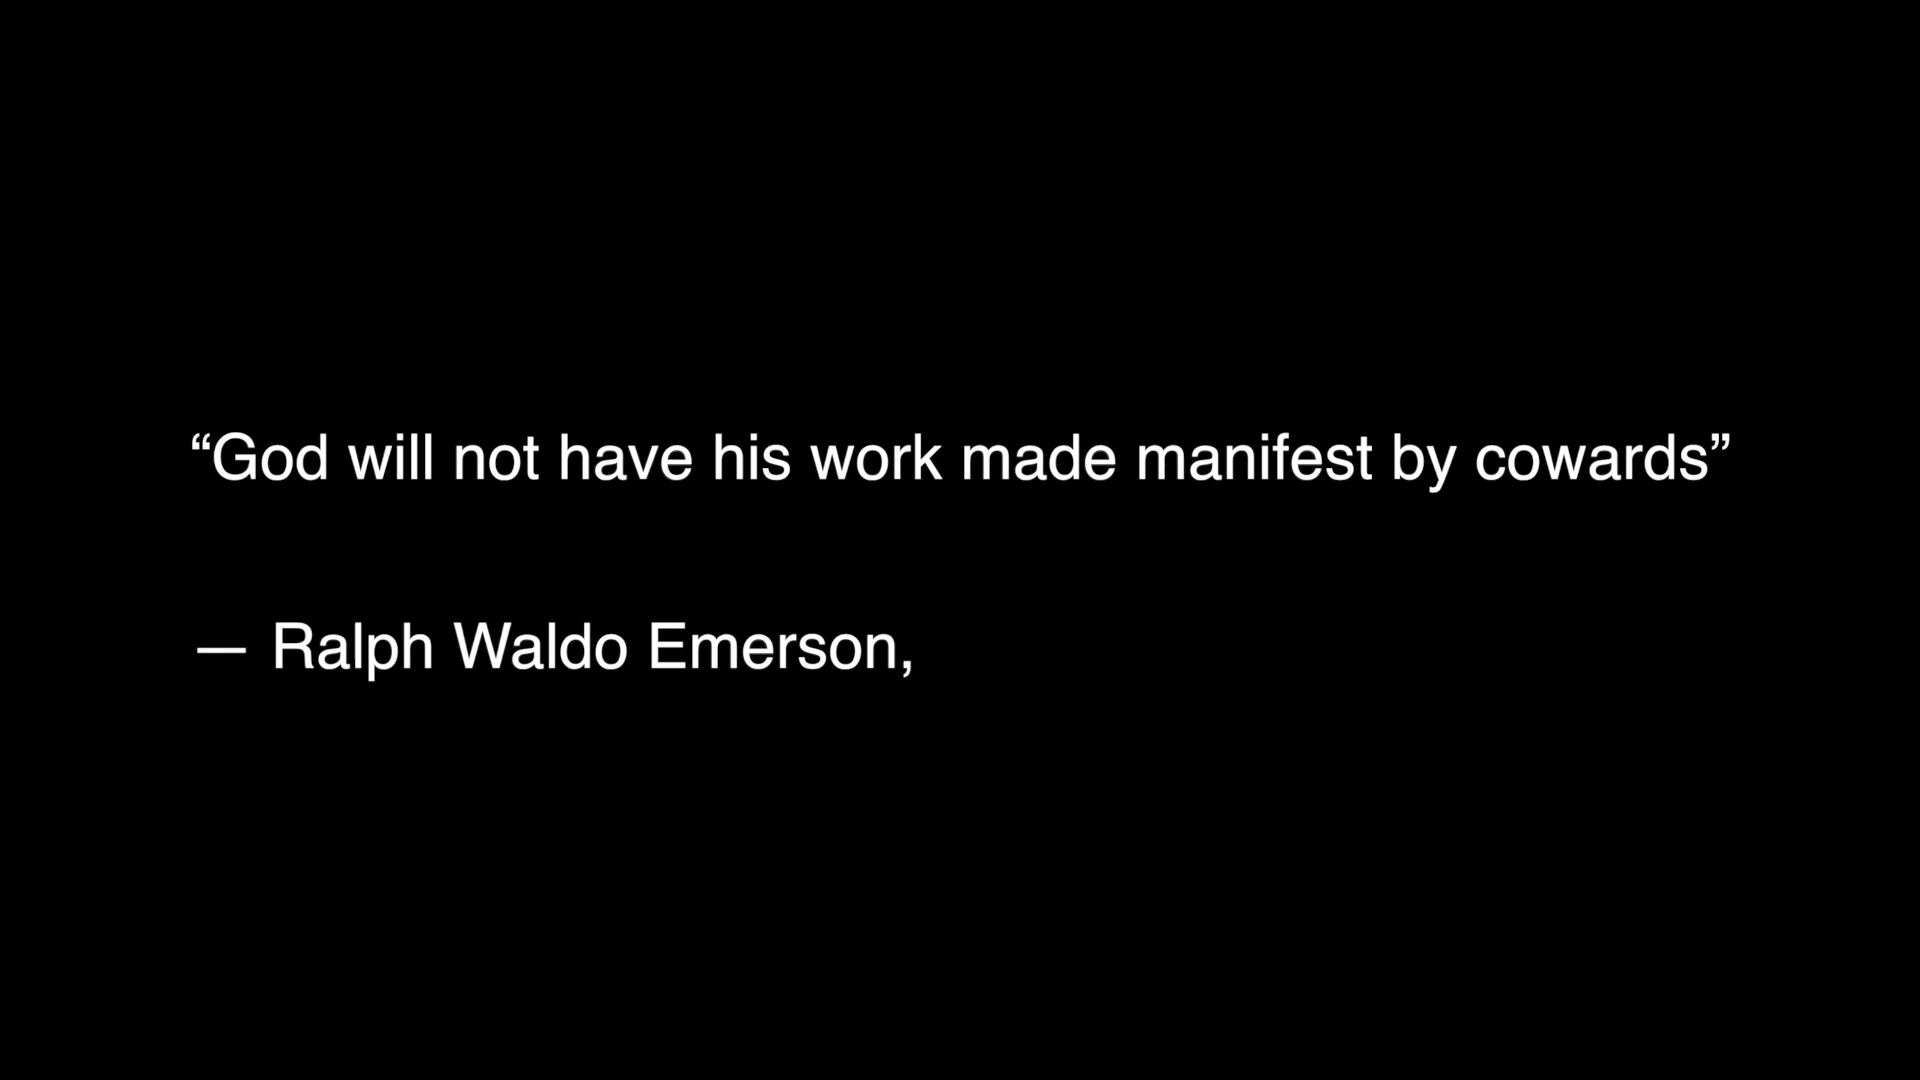 “God will not have his work made manifest by cowards”
— Ralph Waldo Emerson,